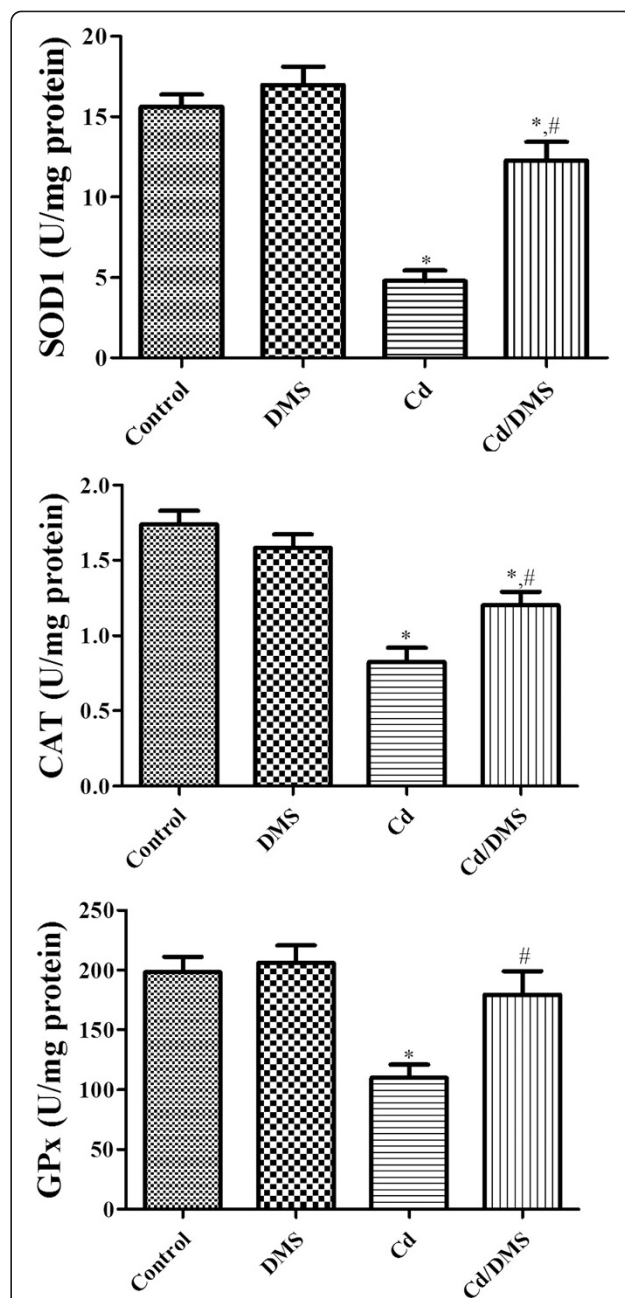 SOD1 (U/mg protein)
20
15
10
5
0
*
*,#
Control
DMS
Cd
Cd/DMS
CAT (U/mg protein)
2.0
1.5
1.0
0.5
0.0
*
*,#
Control
DMS
Cd
Cd/DMS
GPx (U/mg protein)
250
200
150
100
50
0
*
#
Control
DMS
Cd
Cd/DMS